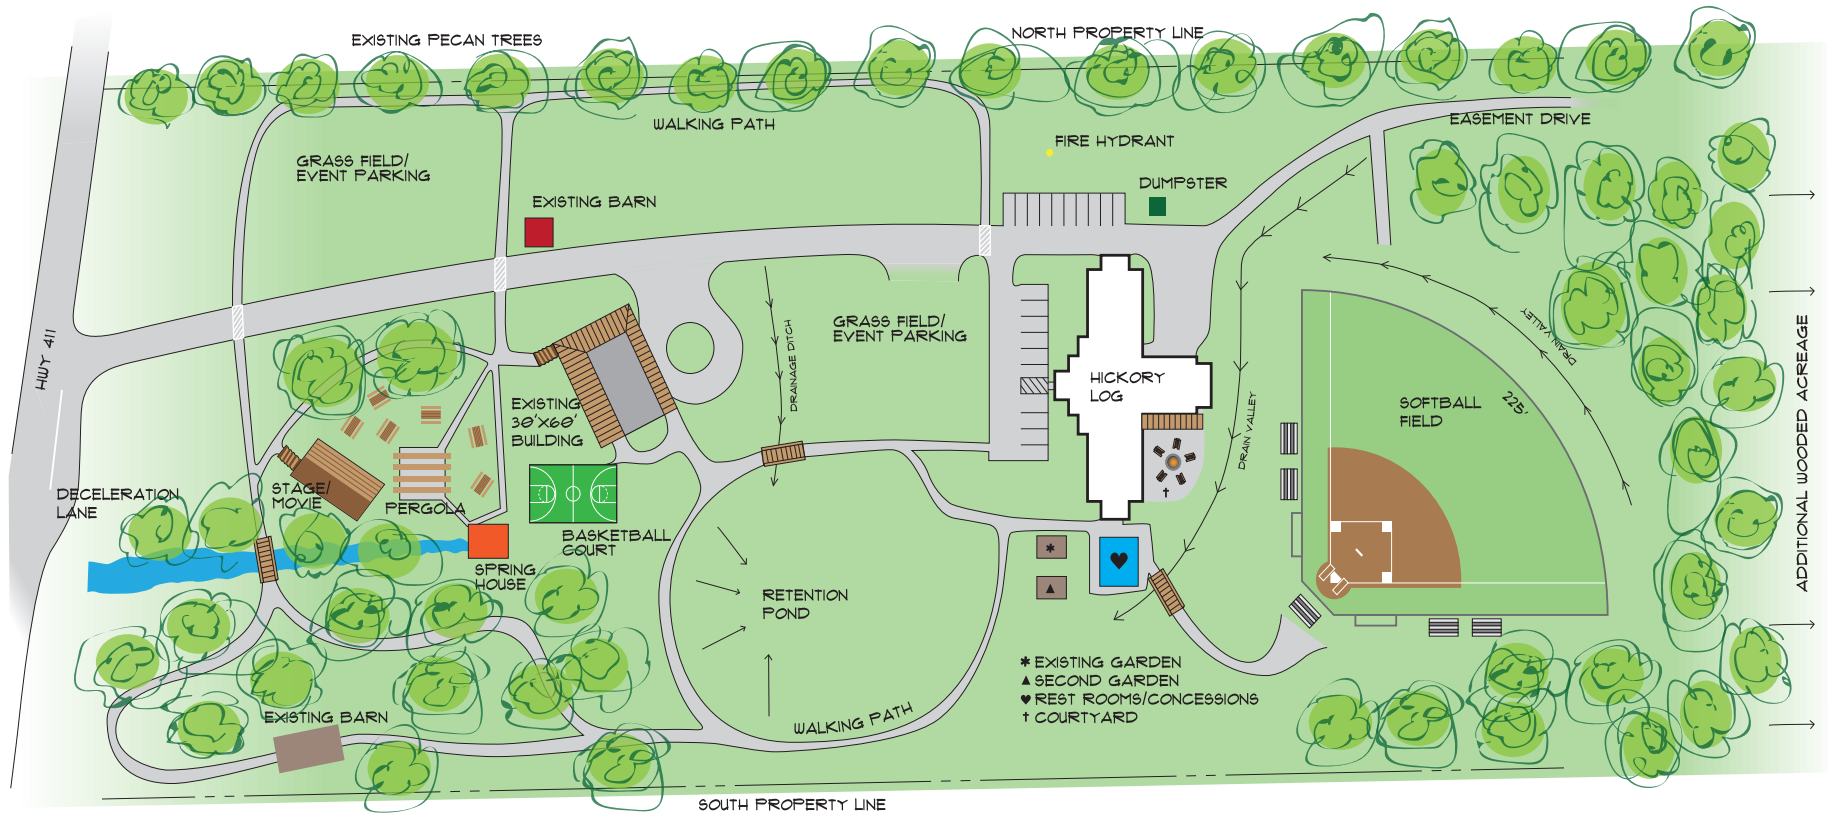 EXISTING PECAN TREES
NORTH PROPERTY LINE
WALKING PATH
EASEMENT DRIVE
FIRE HYDRANT
GRASS FIELD/
EVENT PARKING
DUMPSTER
EXISTING BARN
HWY 411
GRASS FIELD/
EVENT PARKING
DRAINAGE DITCH
DRAIN VALLEY
HICKORY
LOG
DRAIN VALLEY
SOFTBALL
FIELD
225'
ADDITIONAL WOODED ACREAGE
EXISTING
30'X60'
BUILDING
DECELERATION
LANE
STAGE/
MOVIE
PERGOLA
BASKETBALL
COURT
SPRING
HOUSE
RETENTION
POND
✱ EXISTING GARDEN
▲ SECOND GARDEN
♥ REST ROOMS/CONCESSIONS
† COURTYARD
EXISTING BARN
WALKING PATH
SOUTH PROPERTY LINE